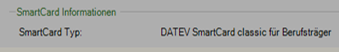 SmartCard Informationen
SmartCard Typ: DATEV SmartCard classic für Berufsträger